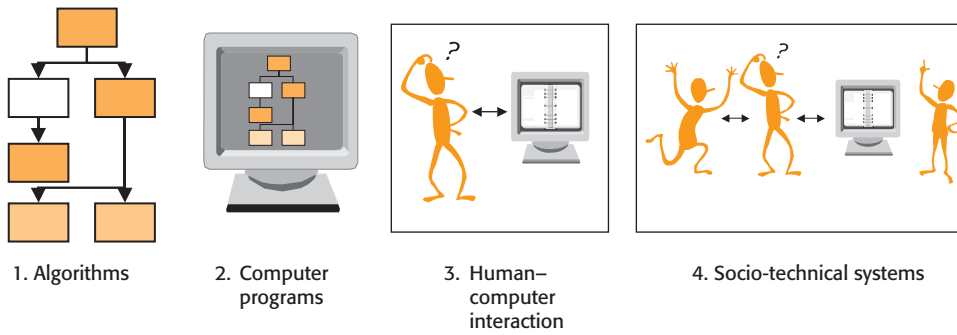 ?
?
1. Algorithms
2. Computer
programs
3. Human–
computer
interaction
4. Socio-technical systems